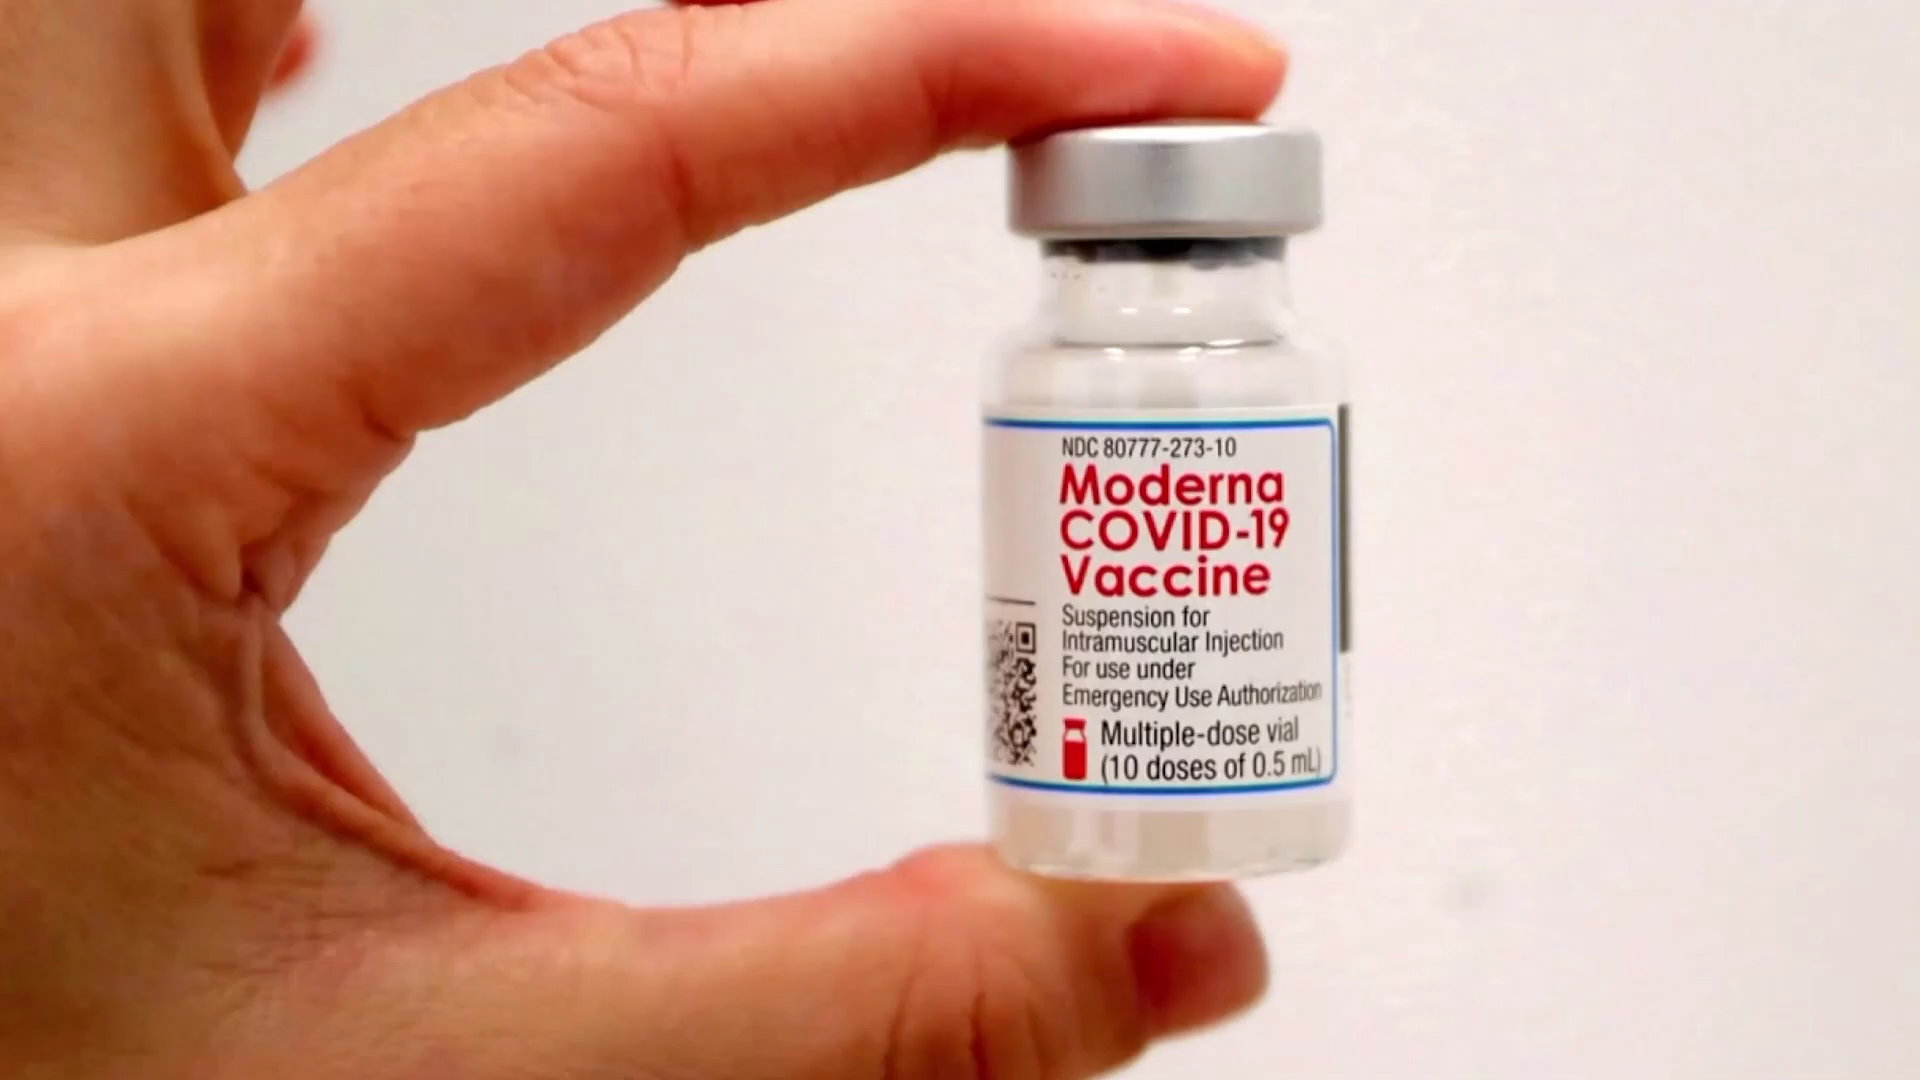 NDC 80777-273-10
Moderna
COVID-19
Vaccine
Suspension for
Intramuscular Injection
For use under
Emergency Use Authorization
Multiple-dose vial
(10 doses of 0.5 mL)